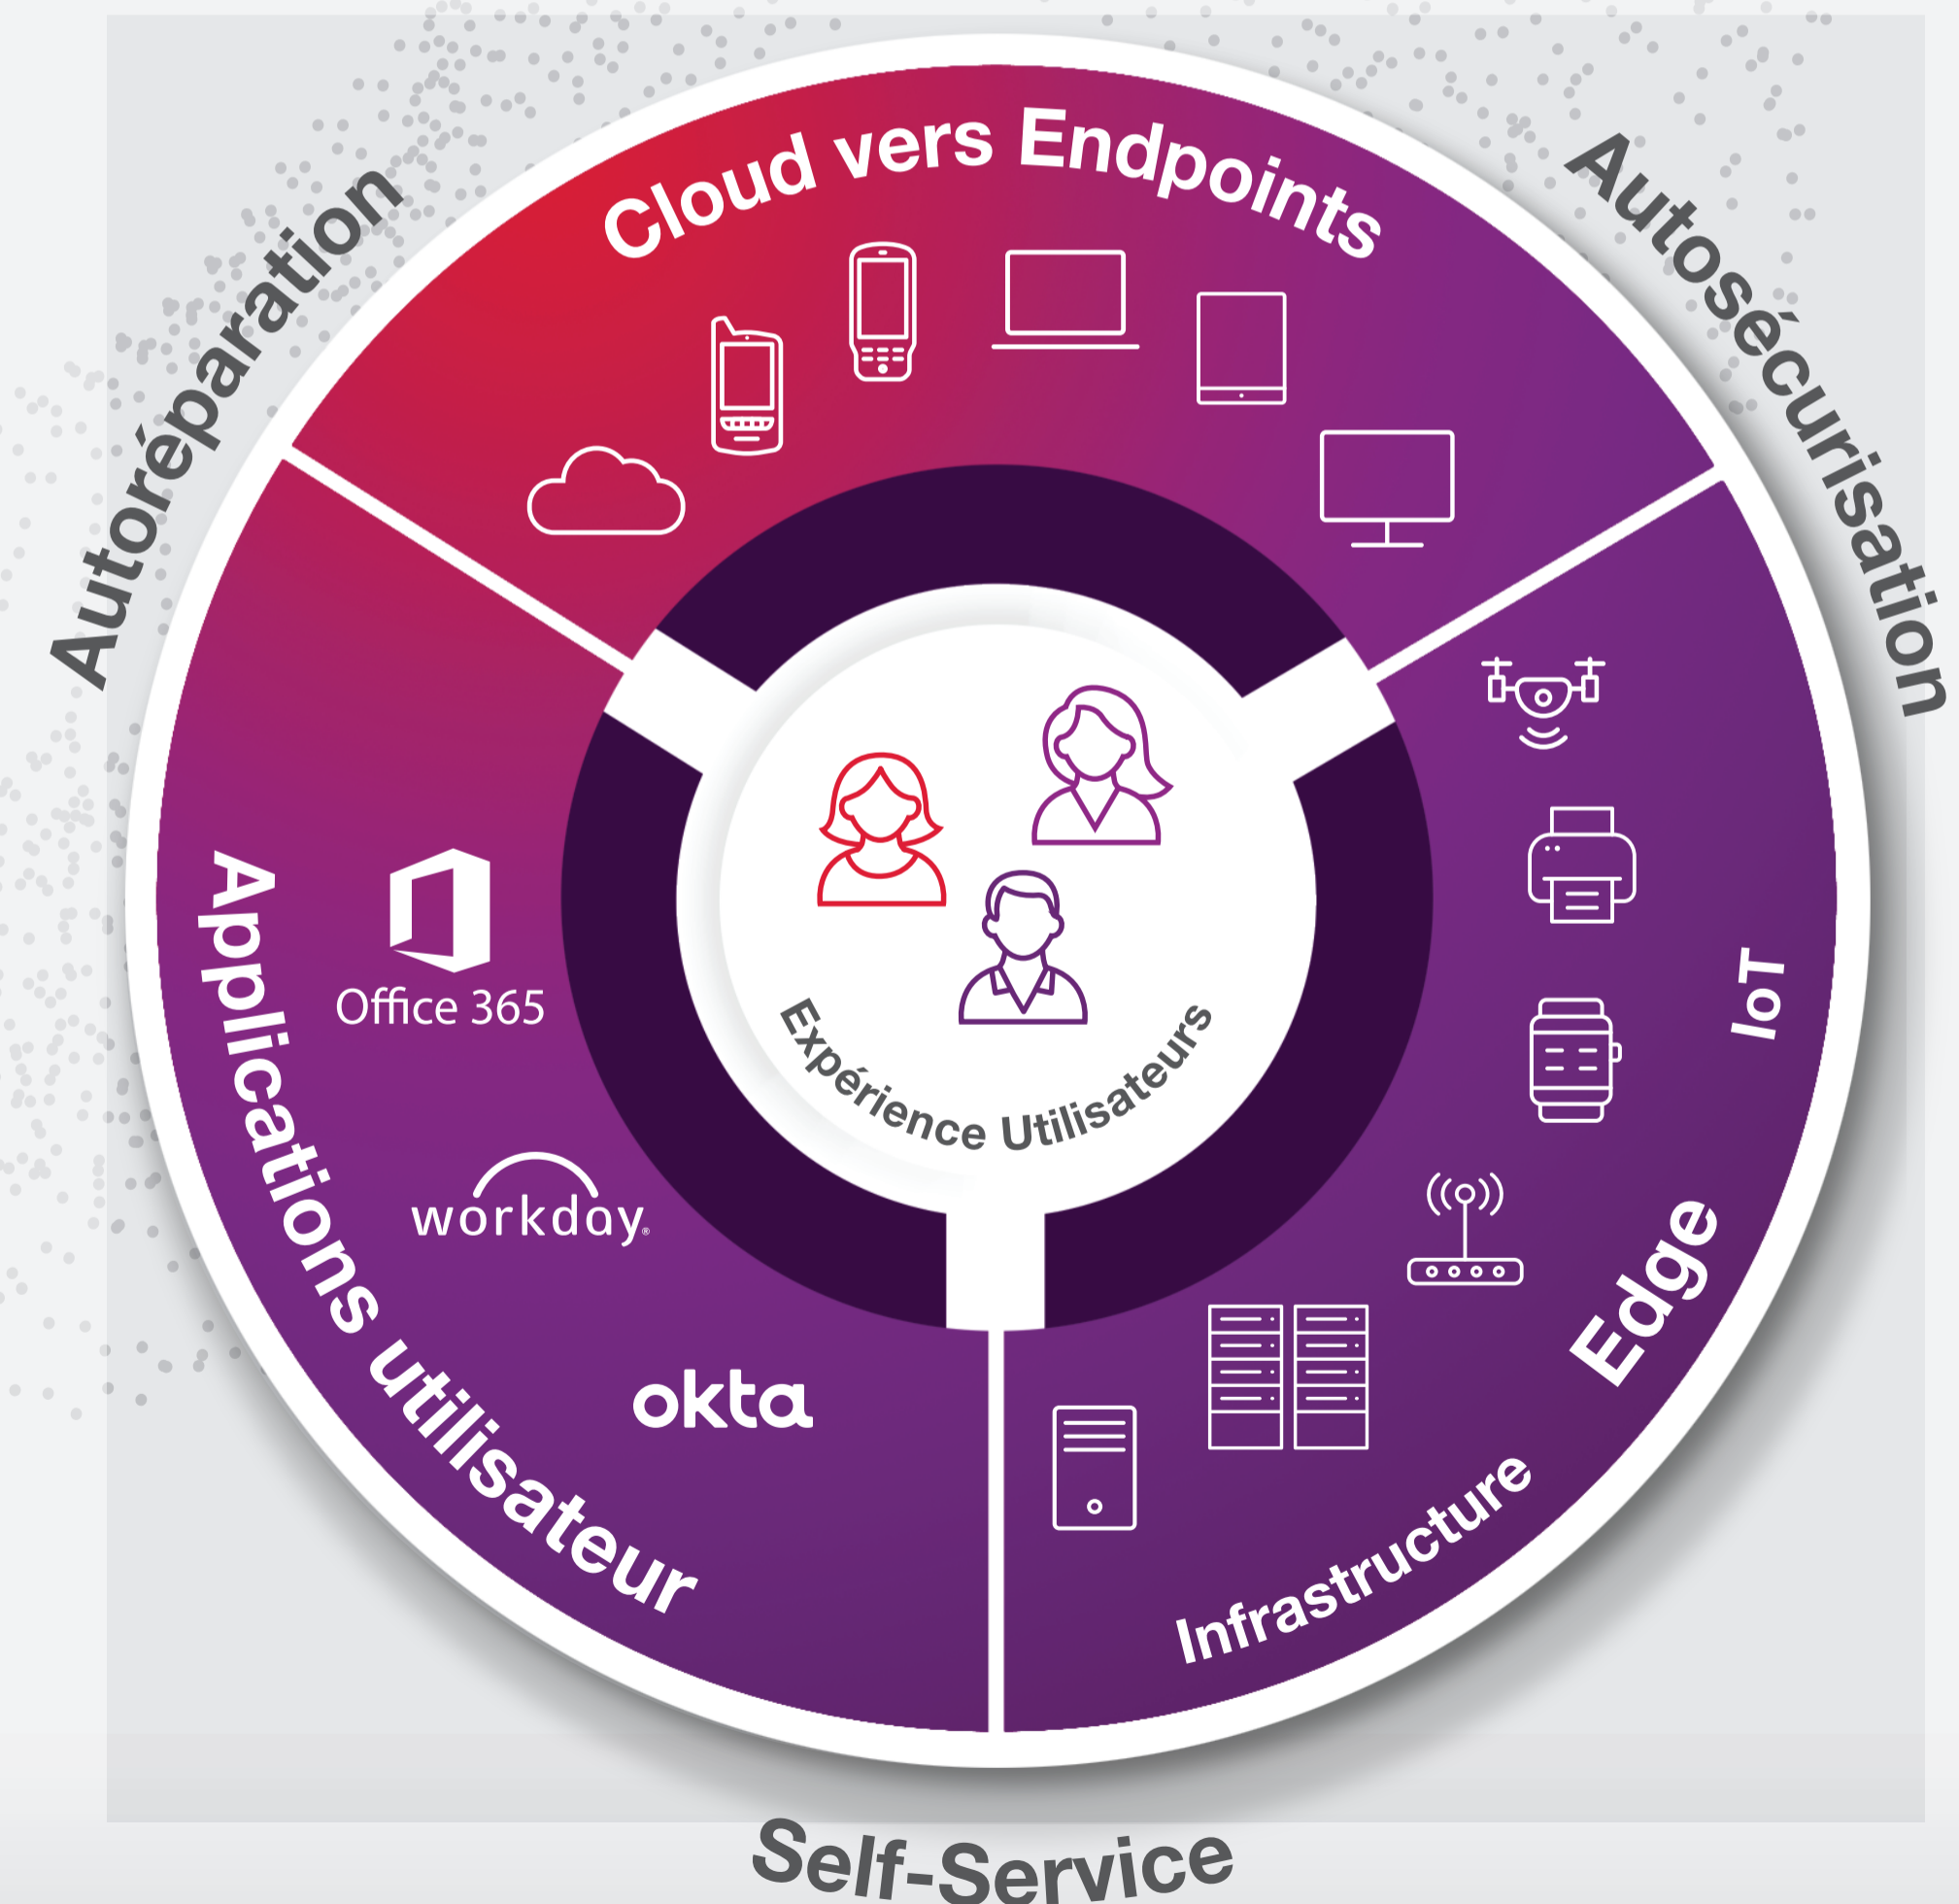 Cloud vers Endpoints
Autoréparation
Autosécurisation
Office 365
workday®
okta
Applications utilisateur
Expérience Utilisateurs
IoT
Edge
Infrastructure
Self-Service